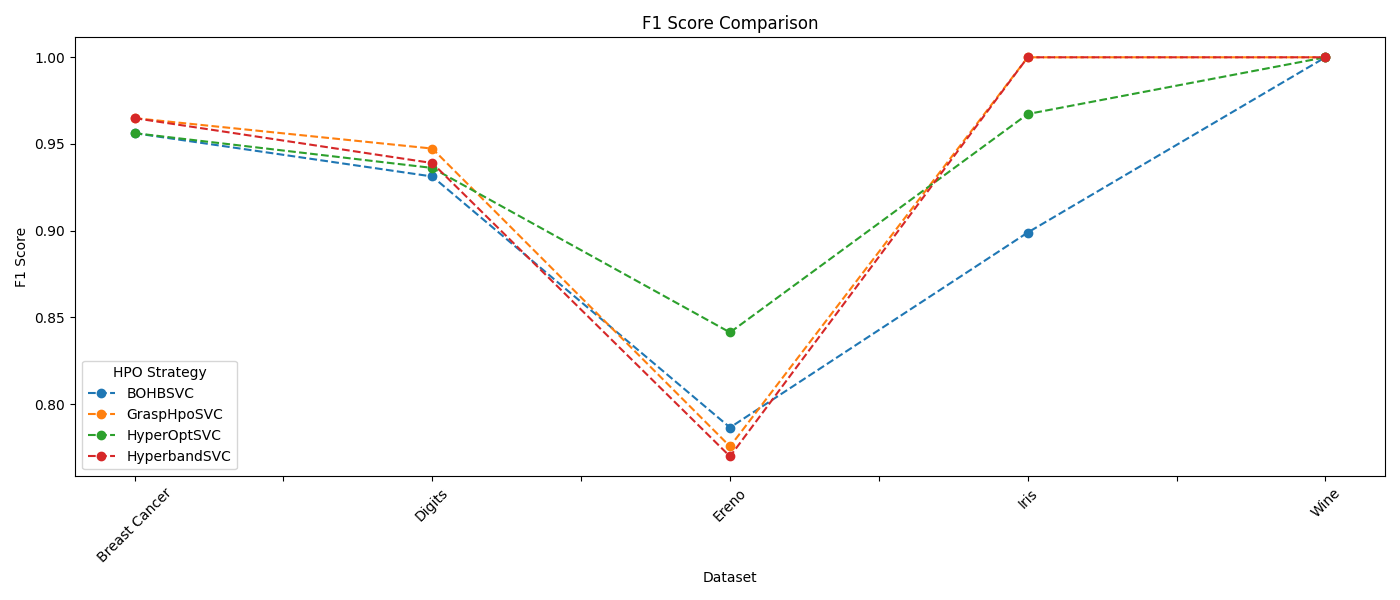 F1 Score Comparison
1.00
0.95
0.90
0.85
0.80
F1 Score
HPO Strategy
BOHBSVC
GraspHpoSVC
HyperOptSVC
HyperbandSVC
Breast Cancer
Digits
Ereno
Iris
Wine
Dataset